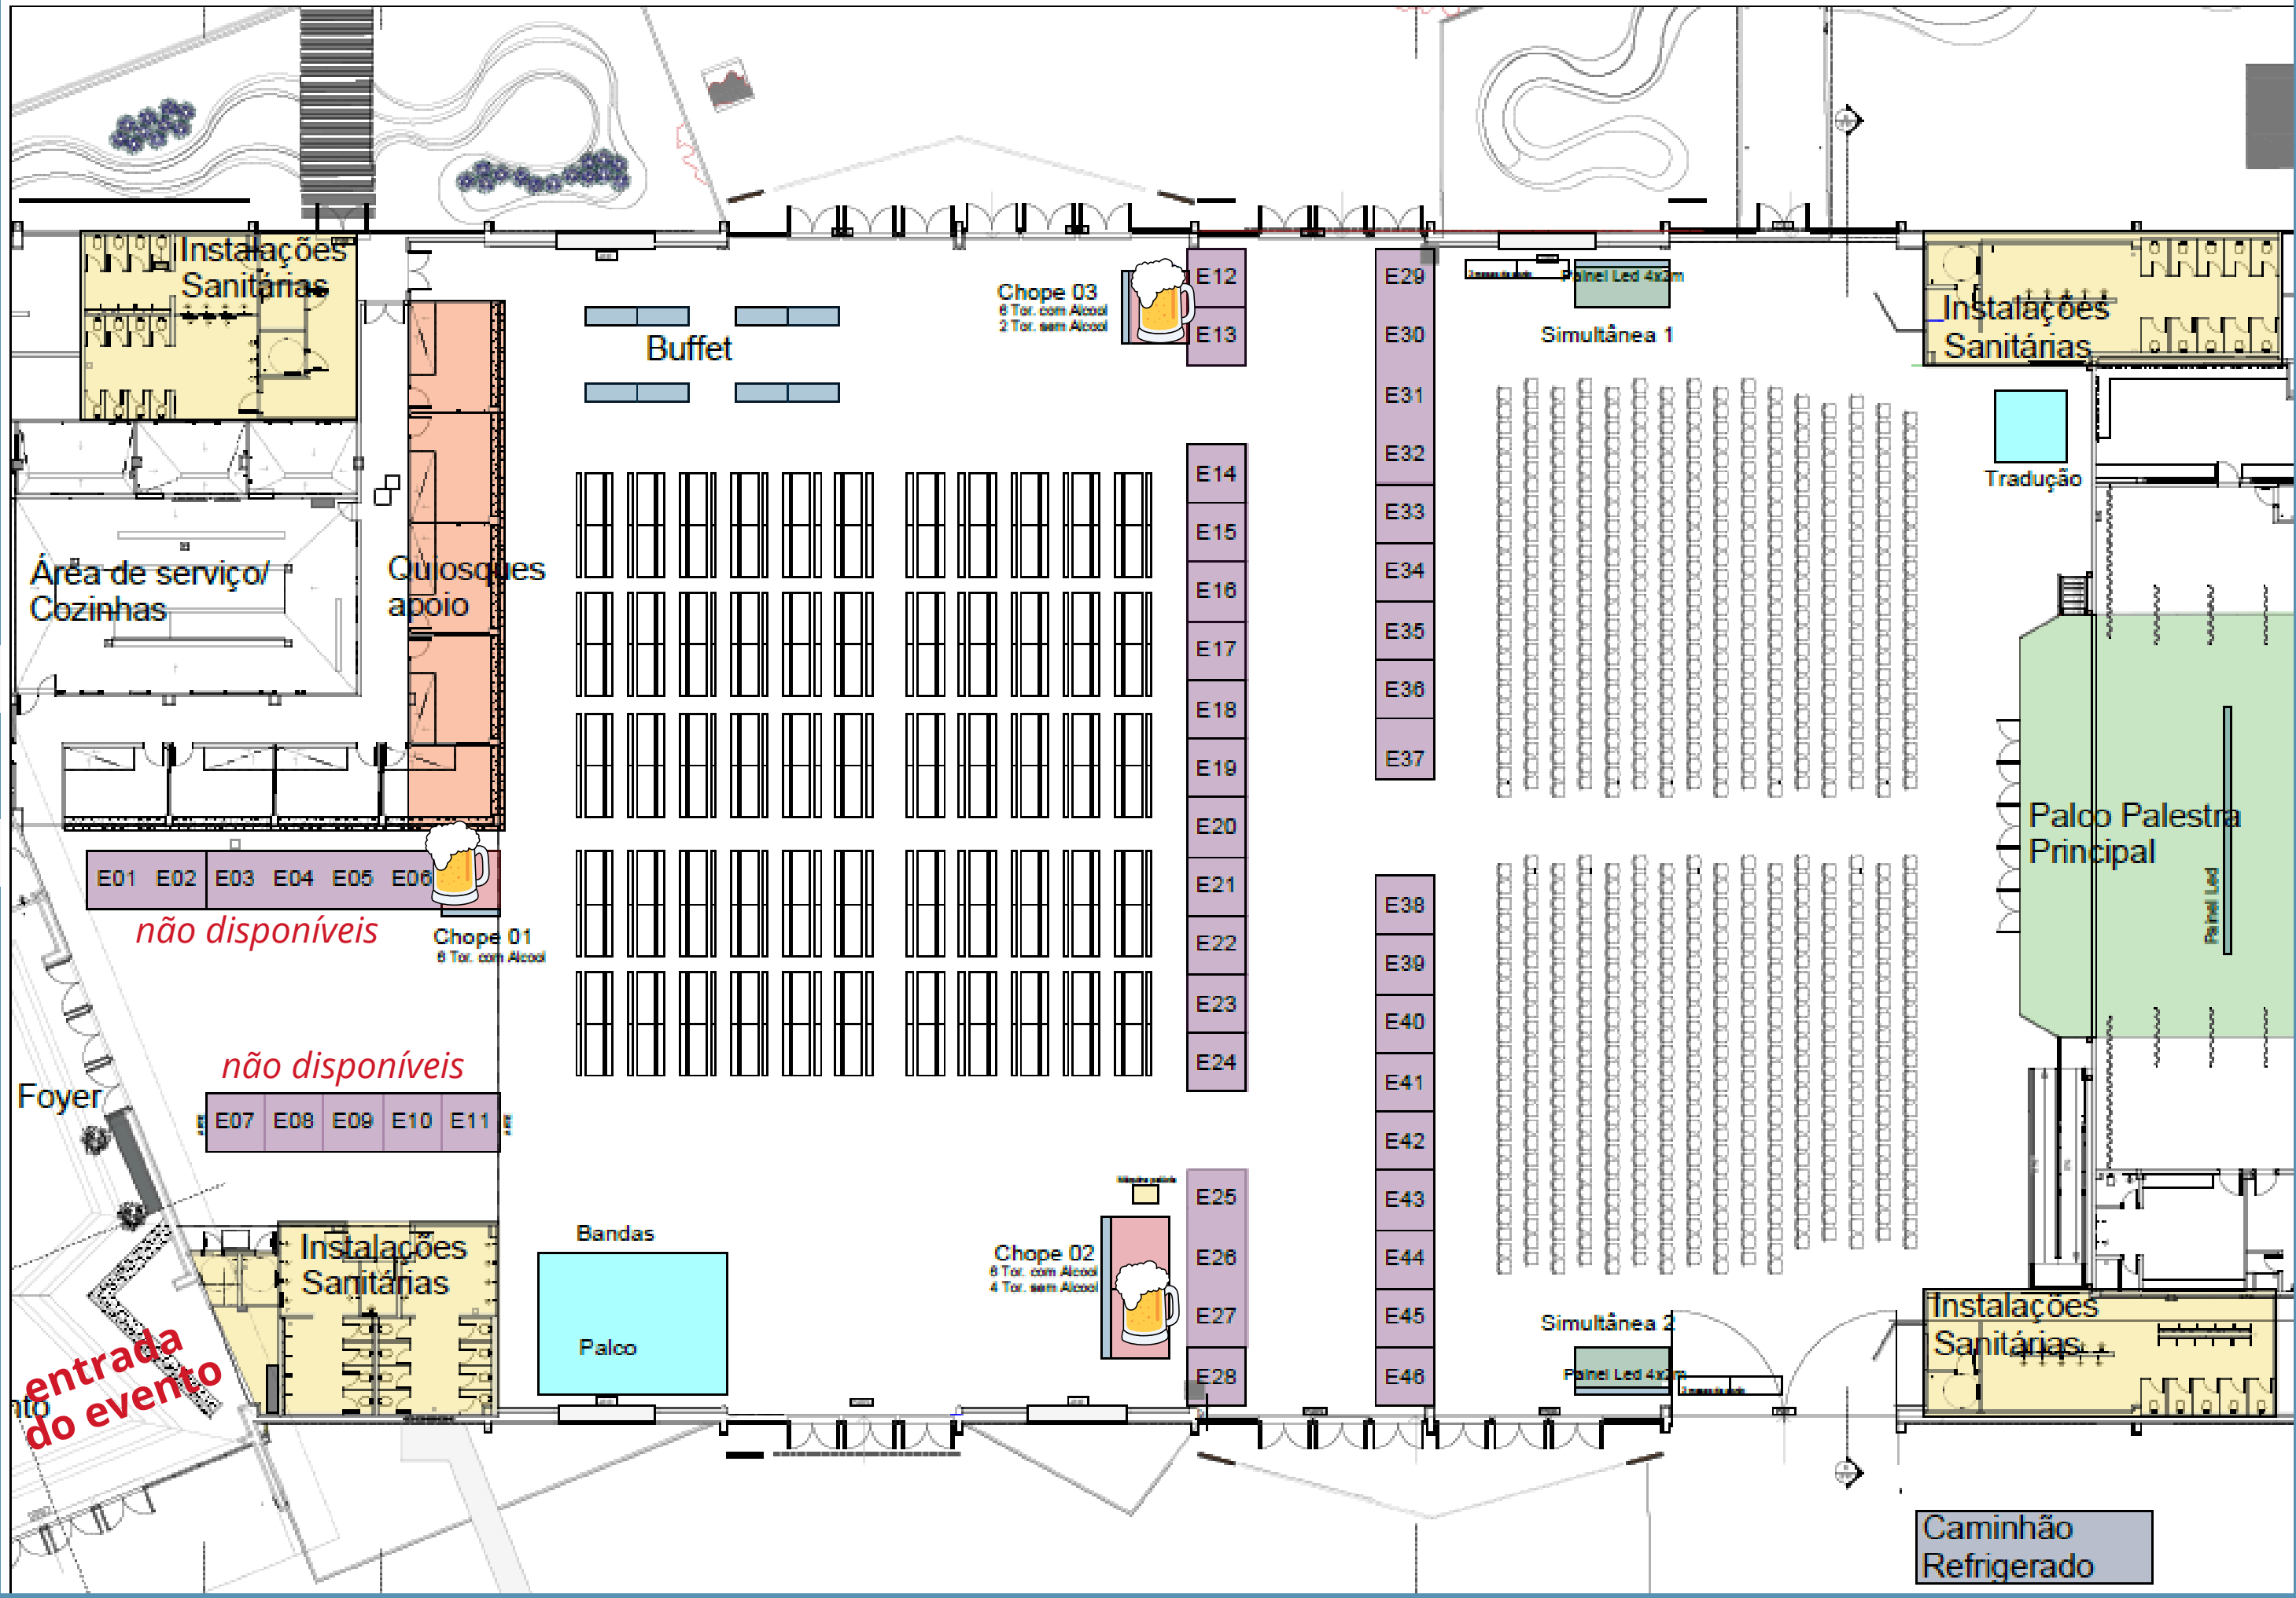 Instalações
Sanitárias
Buffet
Chope 03
6 Tor. com Alcool
2 Tor. sem Alcool
E12
E13
E29
E30
E31
E32
Painel Led 4x2m
Simultânea 1
Instalações
Sanitárias
Tradução
Área de serviço/
Cozinhas
Quiosques
apoio
E14
E15
E16
E17
E18
E19
E20
E21
E22
E23
E24
E33
E34
E35
E36
E37
Palco Palestra
Principal
Painel Led
E01
E02
E03
E04
E05
E06
não disponíveis
Chope 01
6 Tor. com Alcool
E38
E39
E40
E41
E42
E43
E44
E45
E46
não disponíveis
Foyer
E07
E08
E09
E10
E11
Instalações
Sanitárias
Bandas
Palco
Chope 02
6 Tor. com Alcool
4 Tor. sem Alcool
E25
E26
E27
E28
Simultânea 2
Painel Led 4x2m
Instalações
Sanitárias
entrada
do evento
nto
Caminhão
Refrigerado